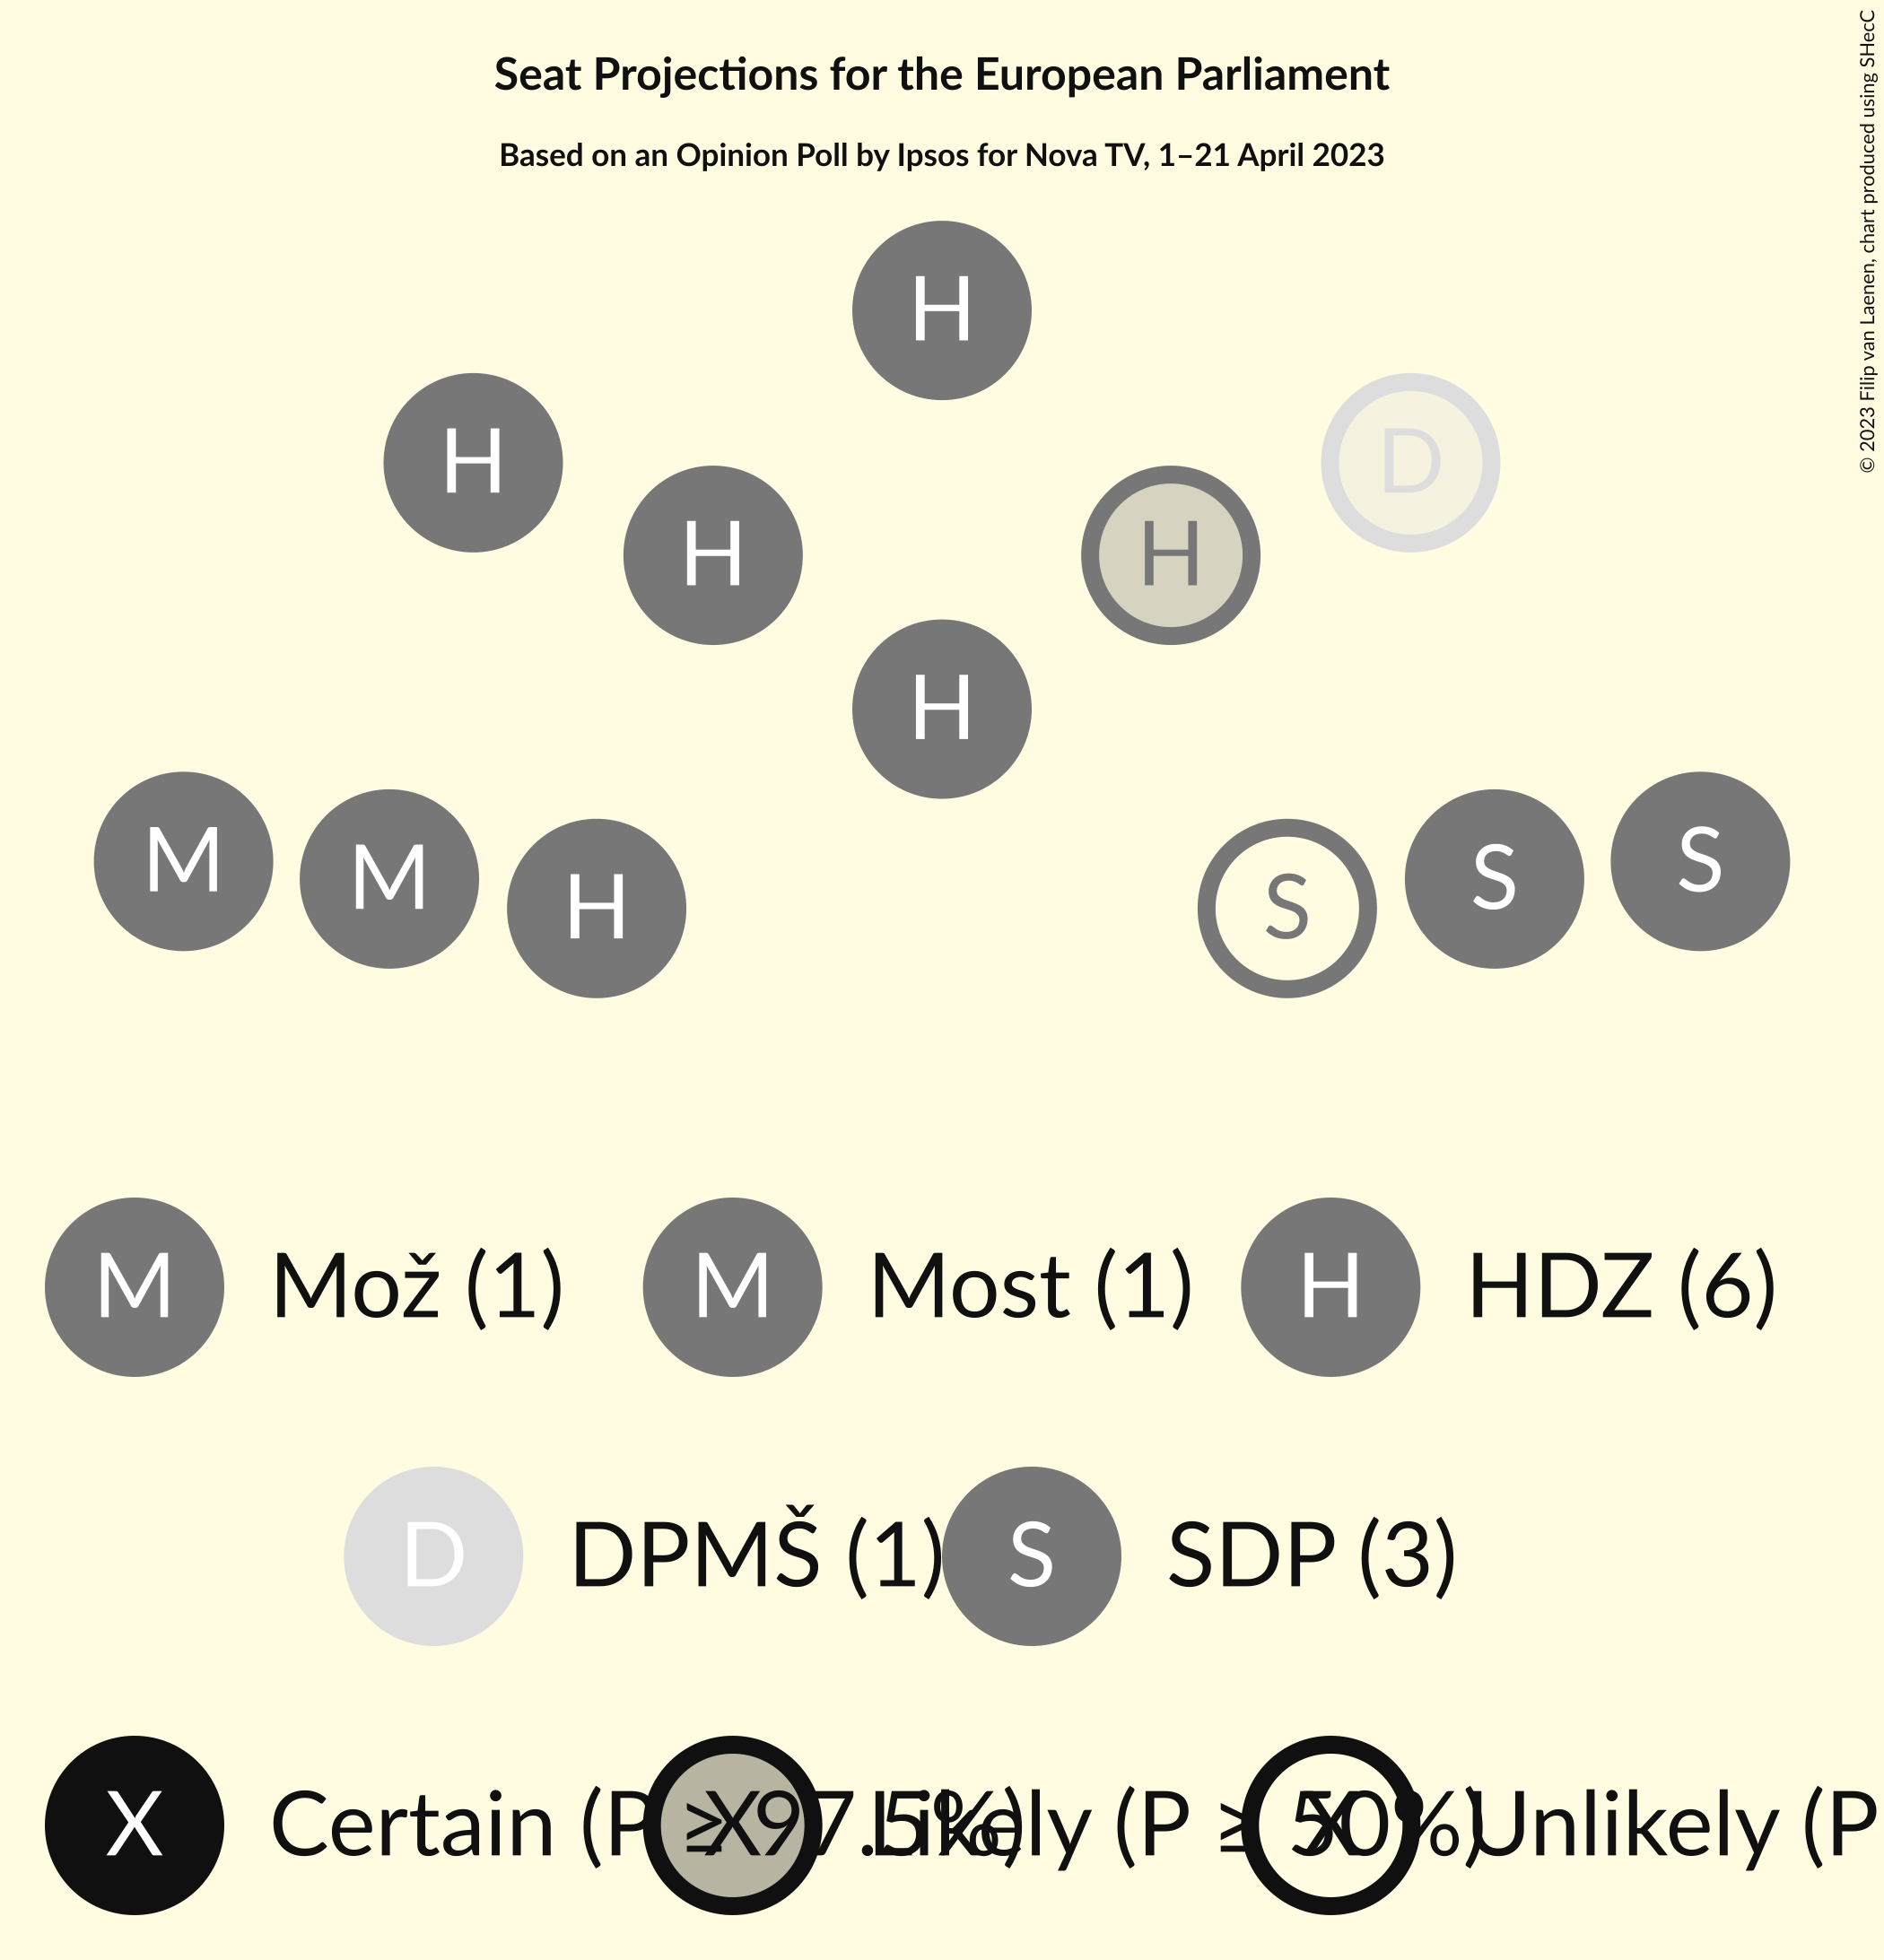 Seat Projections for the European Parliament
Based on an Opinion Poll by Ipsos for Nova TV, 1–21 April 2023
© 2023 Filip van Laenen, chart produced using SHecC
H
H
D
H
H
H
M
M
H
S
S
S
M Mož (1) M Most (1) H HDZ (6)
D DPMŠ (1) S SDP (3)
X Certain (P ≥ 97.5%) X Likely (P ≥ 50%) X Unlikely (P